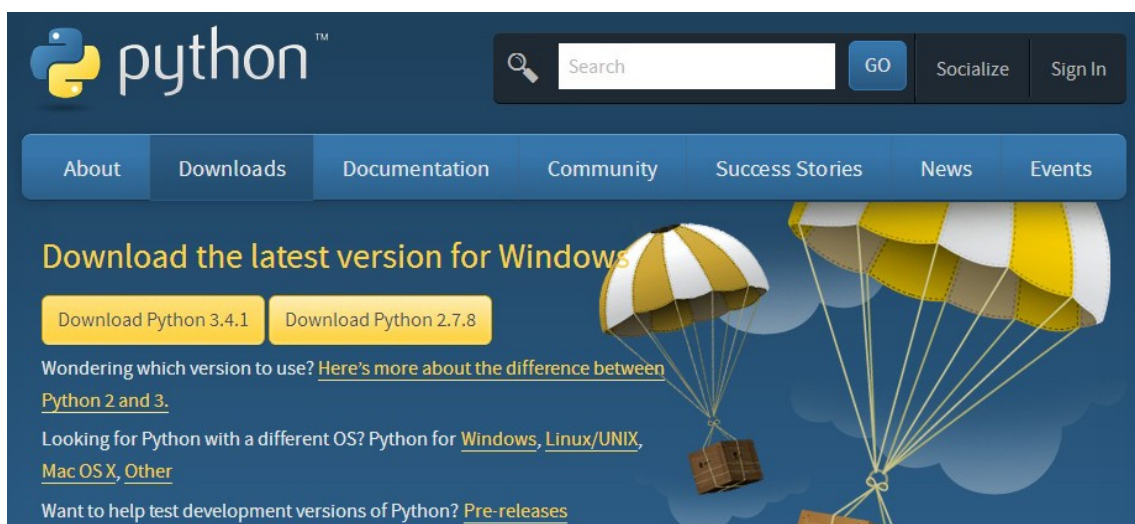 python™
Search
GO
Socialize
Sign In
About
Downloads
Documentation
Community
Success Stories
News
Events
Download the latest version for Windows
Download Python 3.4.1
Download Python 2.7.8
Wondering which version to use? Here's more about the difference between
Python 2 and 3.
Looking for Python with a different OS? Python for Windows, Linux/UNIX,
Mac OS X, Other
Want to help test development versions of Python? Pre-releases